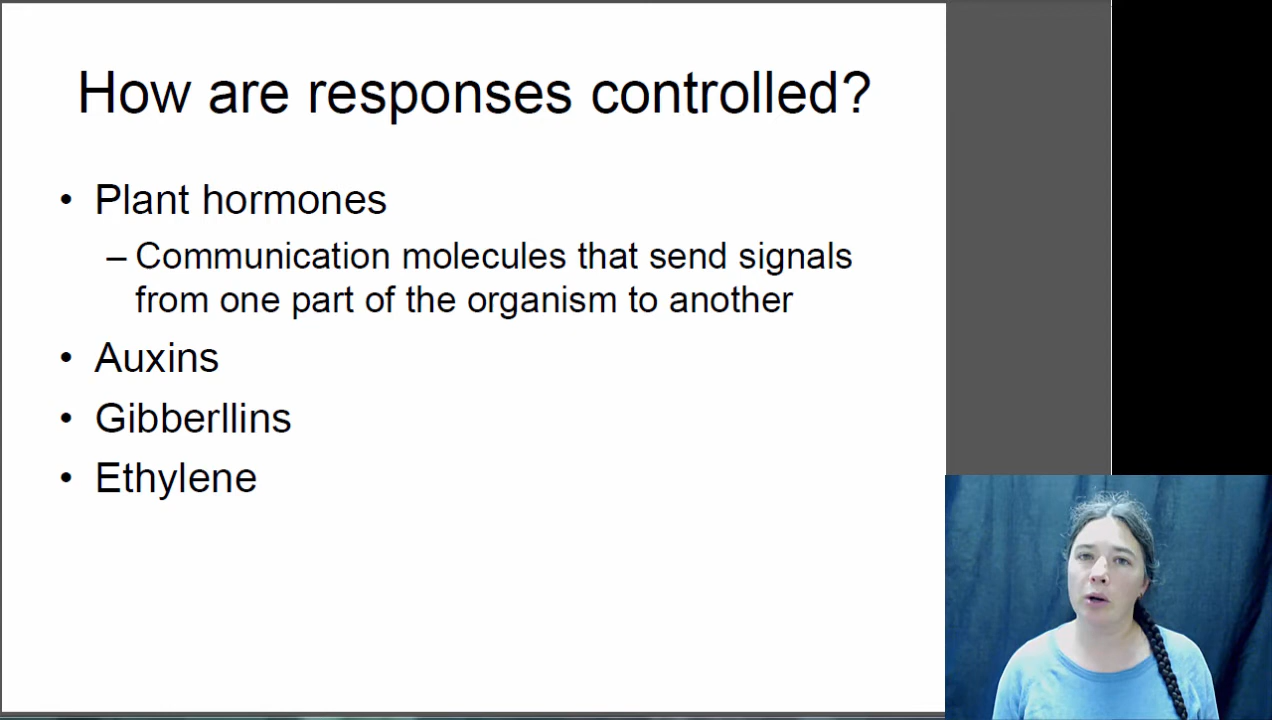 How are responses controlled?
• Plant hormones
– Communication molecules that send signals
from one part of the organism to another
• Auxins
• Gibberllins
• Ethylene